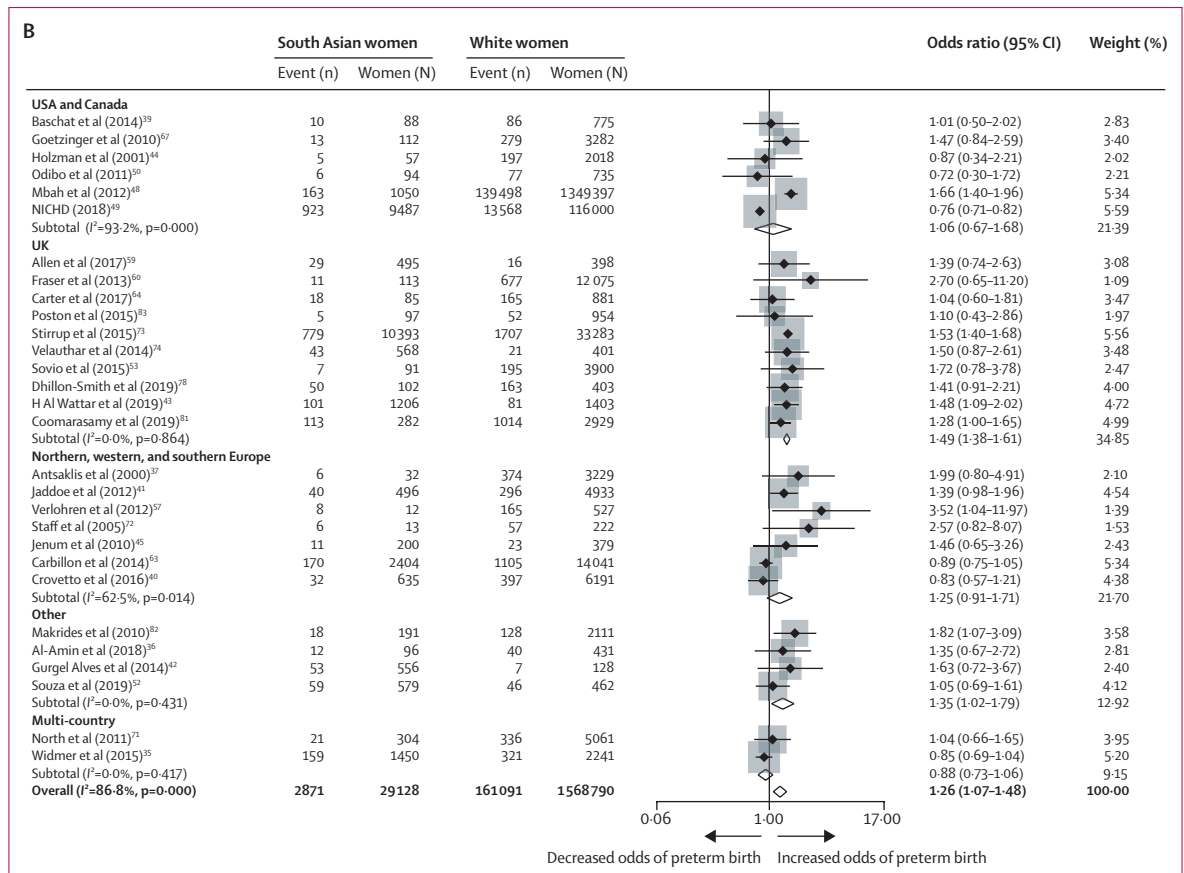 B
South Asian women White women Odds ratio (95% CI) Weight (%)
Event (n) Women (N) Event (n) Women (N)
USA and Canada
Baschat et al (2014)³⁹ 10 88 86 775 1·01 (0·50–2·02) 2·83
Goetzinger et al (2010)⁶⁷ 13 112 279 3282 1·47 (0·84–2·59) 3·40
Holzman et al (2001)⁴⁴ 5 57 197 2018 0·87 (0·34–2·21) 2·02
Odibo et al (2011)⁵⁰ 6 94 77 735 0·72 (0·30–1·72) 2·21
Mbah et al (2012)⁴⁸ 163 1050 139 498 1 349 397 1·66 (1·40–1·96) 5·34
NICHD (2018)⁴⁹ 923 9487 13 568 116 000 0·76 (0·71–0·82) 5·59
Subtotal (I²=93·2%, p=0·000) 1·06 (0·67–1·68) 21·39
UK
Allen et al (2017)⁵⁹ 29 495 16 398 1·39 (0·74–2·63) 3·08
Fraser et al (2013)⁶⁰ 11 113 677 12 075 2·70 (0·65–11·20) 1·09
Carter et al (2017)⁶⁴ 18 85 165 881 1·04 (0·60–1·81) 3·47
Poston et al (2015)⁸³ 5 97 52 954 1·10 (0·43–2·86) 1·97
Stirrup et al (2015)⁷³ 779 10 393 1707 33 283 1·53 (1·40–1·68) 5·56
Velauthar et al (2014)⁷⁴ 43 568 21 401 1·50 (0·87–2·61) 3·48
Sovio et al (2015)⁵³ 7 91 195 3900 1·72 (0·78–3·78) 2·47
Dhillon-Smith et al (2019)⁷⁸ 50 102 163 403 1·41 (0·91–2·21) 4·00
H Al Wattar et al (2019)⁴³ 101 1206 81 1403 1·48 (1·09–2·02) 4·72
Coomarasamy et al (2019)⁸¹ 113 282 1014 2929 1·28 (1·00–1·65) 4·99
Subtotal (I²=0·0%, p=0·864) 1·49 (1·38–1·61) 34·85
Northern, western, and southern Europe
Antsaklis et al (2000)³⁷ 6 32 374 3229 1·99 (0·80–4·91) 2·10
Jaddoe et al (2012)⁴¹ 40 496 296 4933 1·39 (0·98–1·96) 4·54
Verlohren et al (2012)⁵⁷ 8 12 165 527 3·52 (1·04–11·97) 1·39
Staff et al (2005)⁷² 6 13 57 222 2·57 (0·82–8·07) 1·53
Jenum et al (2010)⁴⁵ 11 200 23 379 1·46 (0·65–3·26) 2·43
Carbillon et al (2014)⁶³ 170 2404 1105 14 041 0·89 (0·75–1·05) 5·34
Crovetto et al (2016)⁴⁰ 32 635 397 6191 0·83 (0·57–1·21) 4·38
Subtotal (I²=62·5%, p=0·014) 1·25 (0·91–1·71) 21·70
Other
Makrides et al (2010)⁸² 18 191 128 2111 1·82 (1·07–3·09) 3·58
Al-Amin et al (2018)³⁶ 12 96 40 431 1·35 (0·67–2·72) 2·81
Gurgel Alves et al (2014)⁴² 53 556 7 128 1·63 (0·72–3·67) 2·40
Souza et al (2019)⁵² 59 579 46 462 1·05 (0·69–1·61) 4·12
Subtotal (I²=0·0%, p=0·431) 1·35 (1·02–1·79) 12·92
Multi-country
North et al (2011)⁷¹ 21 304 336 5061 1·04 (0·66–1·65) 3·95
Widmer et al (2015)³⁵ 159 1450 321 2241 0·85 (0·69–1·04) 5·20
Subtotal (I²=0·0%, p=0·417) 0·88 (0·73–1·06) 9·15
Overall (I²=86·8%, p=0·000) 2871 29 128 161 091 1 568 790 1·26 (1·07–1·48) 100·00
0·06 1·00 17·00
Decreased odds of preterm birth Increased odds of preterm birth